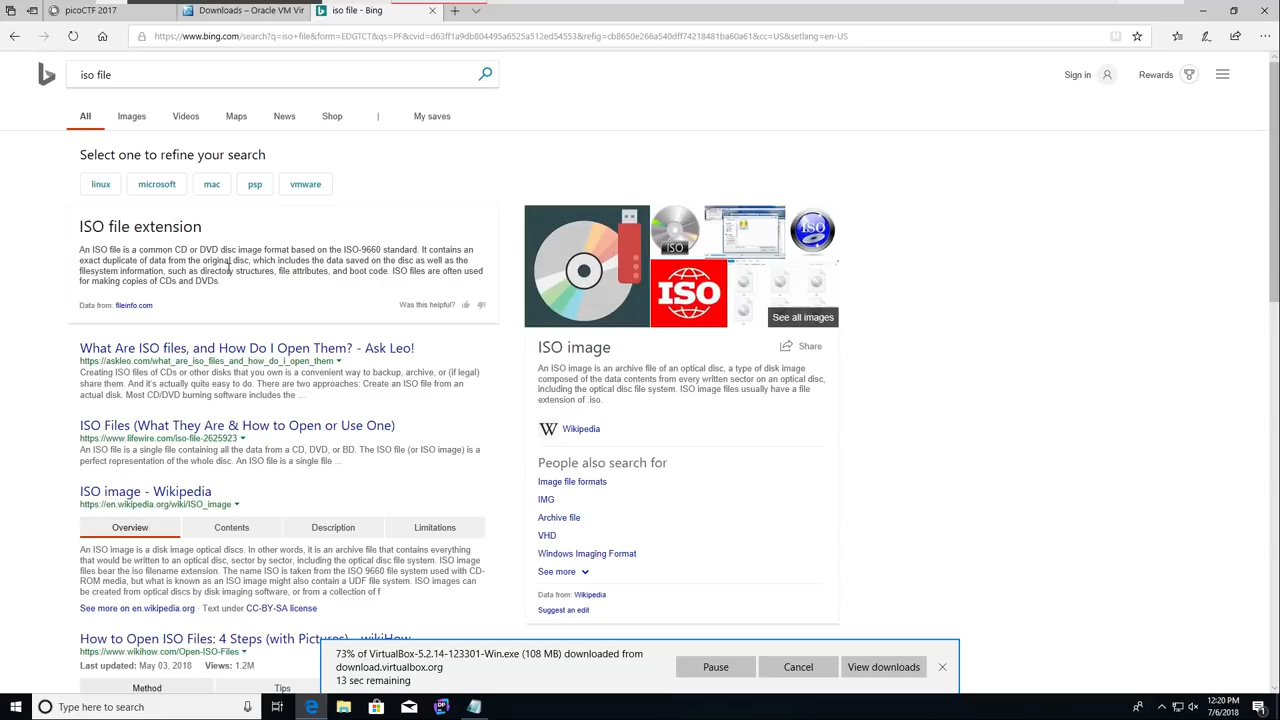 picoCTF 2017
Downloads – Oracle VM Vir
iso file - Bing
https://www.bing.com/search?q=iso+file&form=EDGTCT&qs=PF&cvid=d63ff1a9db804495a6525a512ed54553&refig=cb8650e266a540dff74218481ba60a61&cc=US&setlang=en-US
iso file
Sign in
Rewards
All
Images
Videos
Maps
News
Shop
|
My saves
Select one to refine your search
linux
microsoft
mac
psp
vmware
ISO file extension
An ISO file is a common CD or DVD disc image format based on the ISO-9660 standard. It contains an
exact duplicate of data from the original disc, which includes the data saved on the disc as well as the
filesystem information, such as directory structures, file attributes, and boot code. ISO files are often used
for making copies of CDs and DVDs.
Data from: fileinfo.com
Was this helpful?
What Are ISO files, and How Do I Open Them? - Ask Leo!
https://askleo.com/what_are_iso_files_and_how_do_i_open_them
Creating ISO files of CDs or other disks that you own is a convenient way to backup, archive, or (if legal)
share them. And it's actually quite easy to do. There are two approaches: Create an ISO file from an
actual disk. Most CD/DVD burning software includes the ...
ISO Files (What They Are & How to Open or Use One)
https://www.lifewire.com/iso-file-2625923
An ISO file is a single file containing all the data from a CD, DVD, or BD. The ISO file (or ISO image) is a
perfect representation of the whole disc. An ISO file is a single file ...
ISO image - Wikipedia
https://en.wikipedia.org/wiki/ISO_image
Overview
Contents
Description
Limitations
An ISO image is a disk image optical discs. In other words, it is an archive file that contains everything
that would be written to an optical disc, sector by sector, including the optical disc file system. ISO image
files bear the.iso filename extension. The name ISO is taken from the ISO 9660 file system used with CD-
ROM media, but what is known as an ISO image might also contain a UDF file system. ISO images can
be created from optical discs by disk imaging software, or from a collection of f
See more on en.wikipedia.org · Text under CC-BY-SA license
How to Open ISO Files: 4 Steps (with Pictures) - wikiHow
https://www.wikihow.com/Open-ISO-Files
Last updated: May 03, 2018 Views: 1.2M
Method
Tips
ISO
ISO
ISO
See all images
ISO image
Share
An ISO image is an archive file of an optical disc, a type of disk image
composed of the data contents from every written sector on an optical disc,
including the optical disc file system. ISO image files usually have a file
extension of .iso.
W Wikipedia
People also search for
Image file formats
IMG
Archive file
VHD
Windows Imaging Format
See more
Data from: Wikipedia
Suggest an edit
73% of VirtualBox-5.2.14-123301-Win.exe (108 MB) downloaded from
download.virtualbox.org
13 sec remaining
Pause
Cancel
View downloads
Type here to search
12:20 PM
7/6/2018